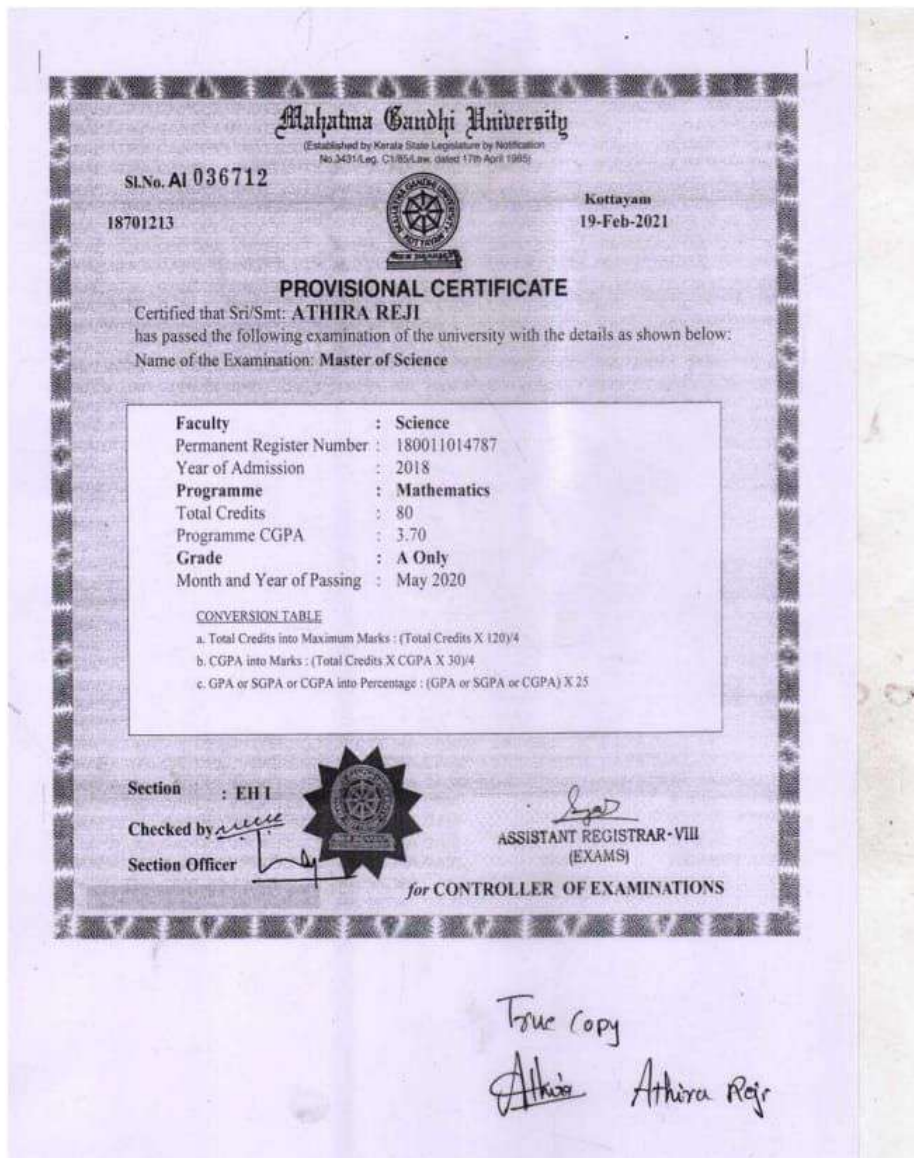 Mahatma Gandhi University
(Established by Kerala State Legislature by Notification
No.3431/Leg. C1/85/Law, dated 17th April 1985)
Sl.No. AI 036712
Kottayam
18701213
19-Feb-2021
MAHATMA GANDHI UNIVERSITY
KOTTAYAM
PROVISIONAL CERTIFICATE
Certified that Sri/Smt: ATHIRA REJI
has passed the following examination of the university with the details as shown below:
Name of the Examination: Master of Science
Faculty : Science
Permanent Register Number : 180011014787
Year of Admission : 2018
Programme : Mathematics
Total Credits : 80
Programme CGPA : 3.70
Grade : A Only
Month and Year of Passing : May 2020
CONVERSION TABLE
a. Total Credits into Maximum Marks : (Total Credits X 120)/4
b. CGPA into Marks : (Total Credits X CGPA X 30)/4
c. GPA or SGPA or CGPA into Percentage : (GPA or SGPA or CGPA) X 25
Section : EH I
Checked by
ASSISTANT REGISTRAR - VIII
(EXAMS)
Section Officer
for CONTROLLER OF EXAMINATIONS
True Copy
Athira Athira Reji